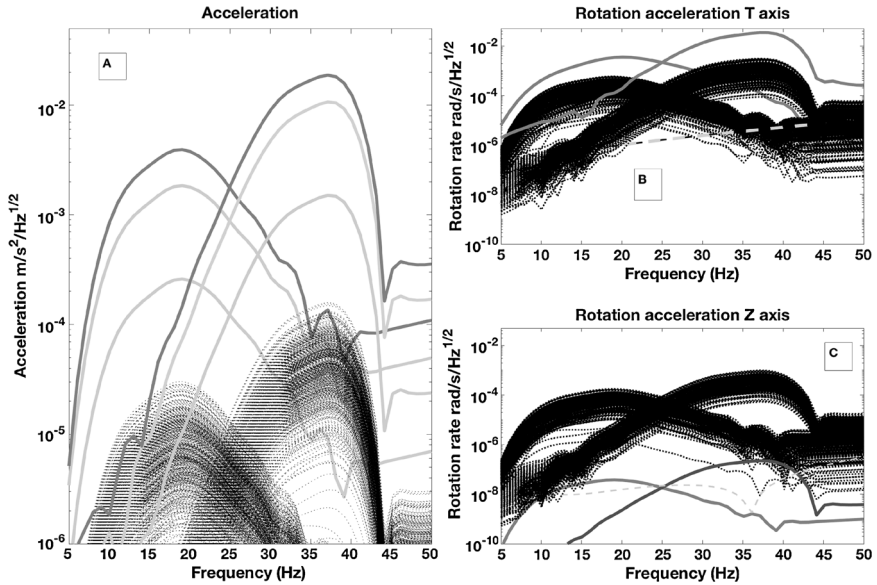 Acceleration
A
10^-2
10^-3
10^-4
10^-5
10^-6
5 10 15 20 25 30 35 40 45 50
Acceleration m/s^2/Hz^1/2
Frequency (Hz)
Rotation acceleration T axis
10^-2
10^-4
10^-6
10^-8
10^-10
B
5 10 15 20 25 30 35 40 45 50
Rotation rate rad/s/Hz^1/2
Frequency (Hz)
Rotation acceleration Z axis
C
10^-2
10^-4
10^-6
10^-8
10^-10
5 10 15 20 25 30 35 40 45 50
Rotation rate rad/s/Hz^1/2
Frequency (Hz)